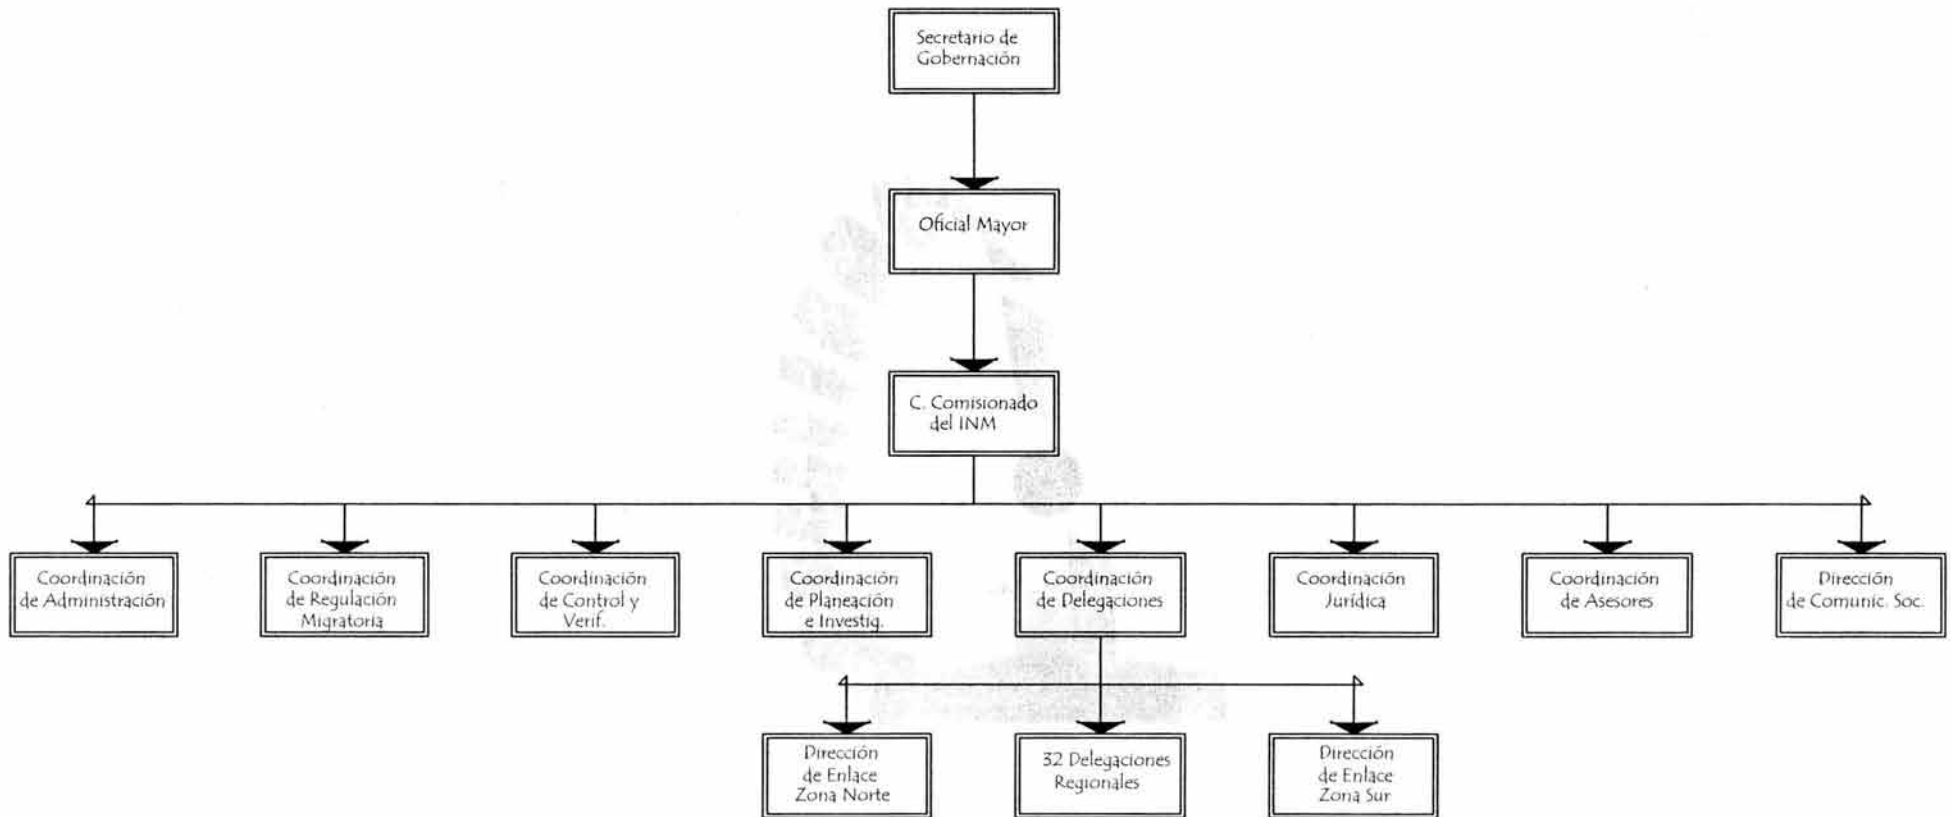 Secretario de
Gobernación
Oficial Mayor
C. Comisionado
del INM
Coordinación
de Administración
Coordinación
de Regulación
Migratoria
Coordinación
de Control y
Verif.
Coordinación
de Planeación
e Investig.
Coordinación
de Delegaciones
Coordinación
Jurídica
Coordinación
de Asesores
Dirección
de Comunic. Soc.
Dirección
de Enlace
Zona Norte
32 Delegaciones
Regionales
Dirección
de Enlace
Zona Sur